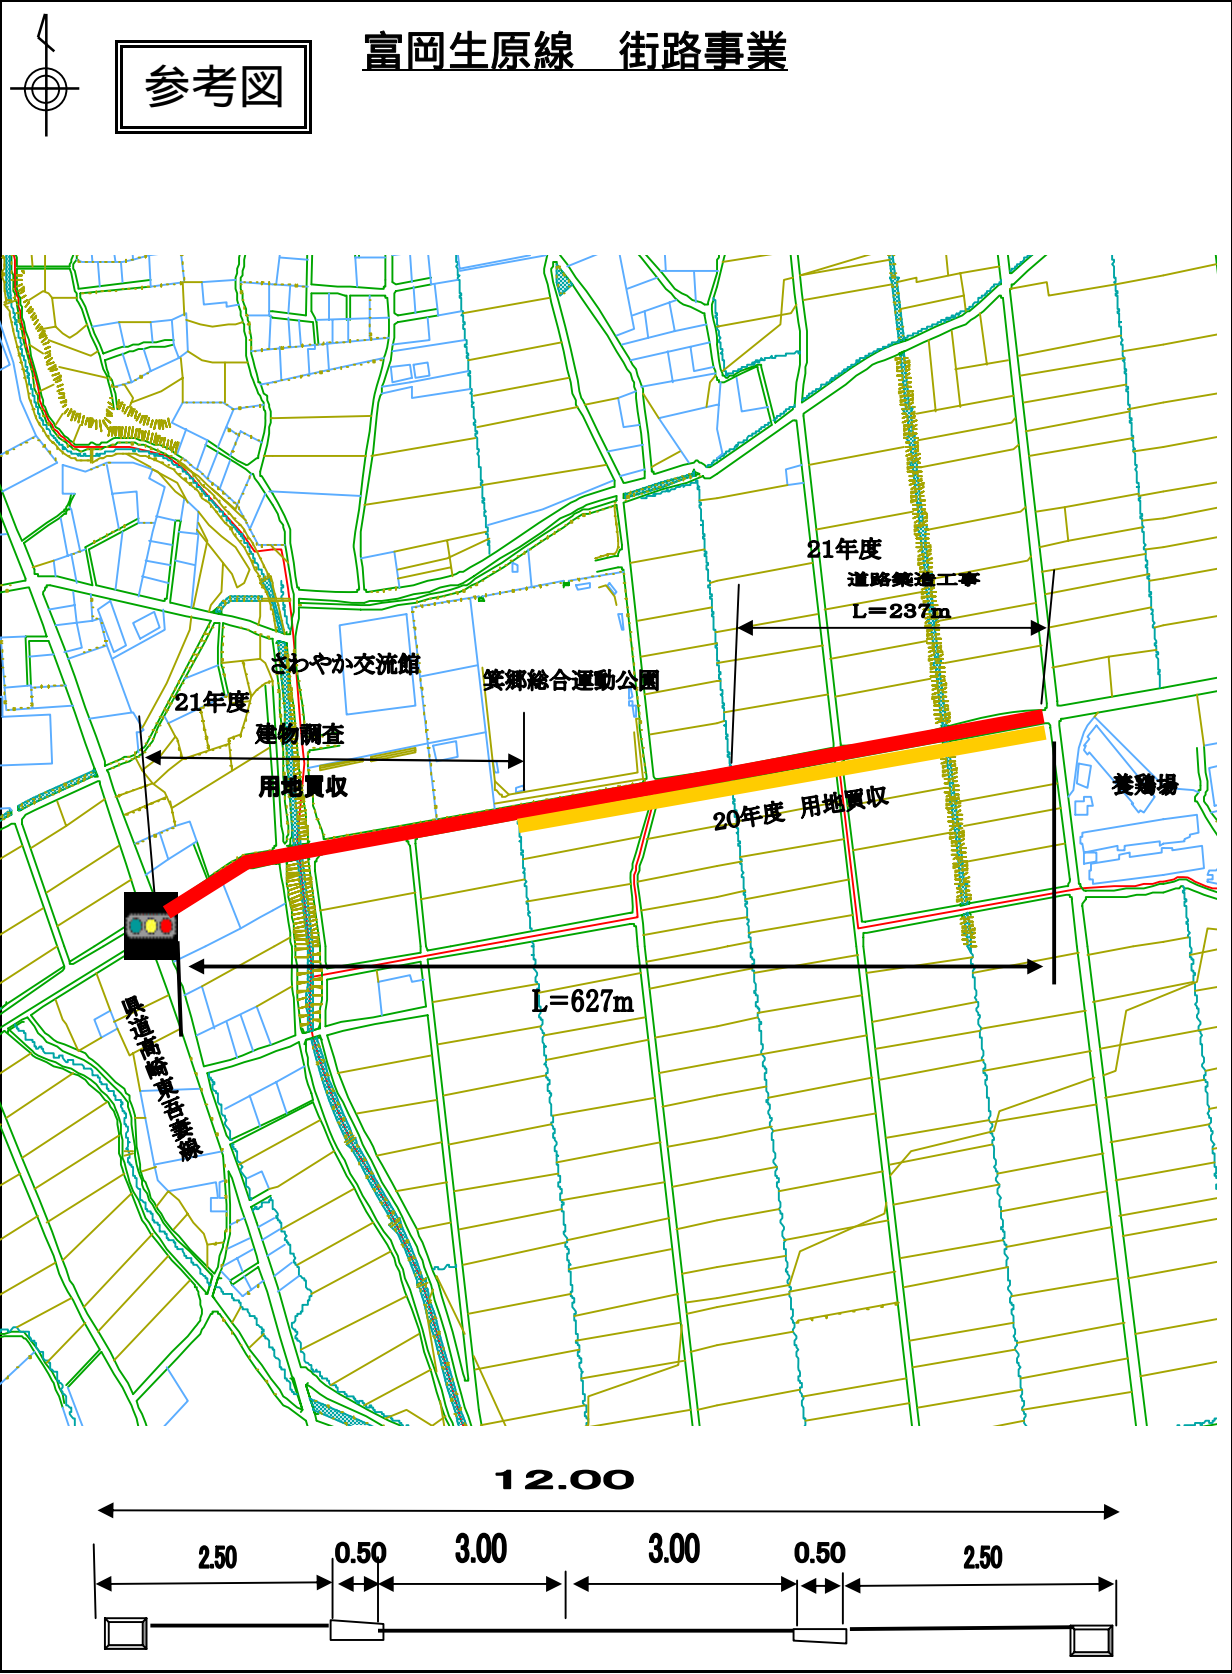 富岡生原線　街路事業
参考図
21年度
道路築造工事
L=237m
さわやか交流館
箕郷総合運動公園
21年度
建物調査
用地買収
養鶏場
20年度 用地買収
L=627m
県道高崎東吾妻線
12.00
2.50
0.50
3.00
3.00
0.50
2.50